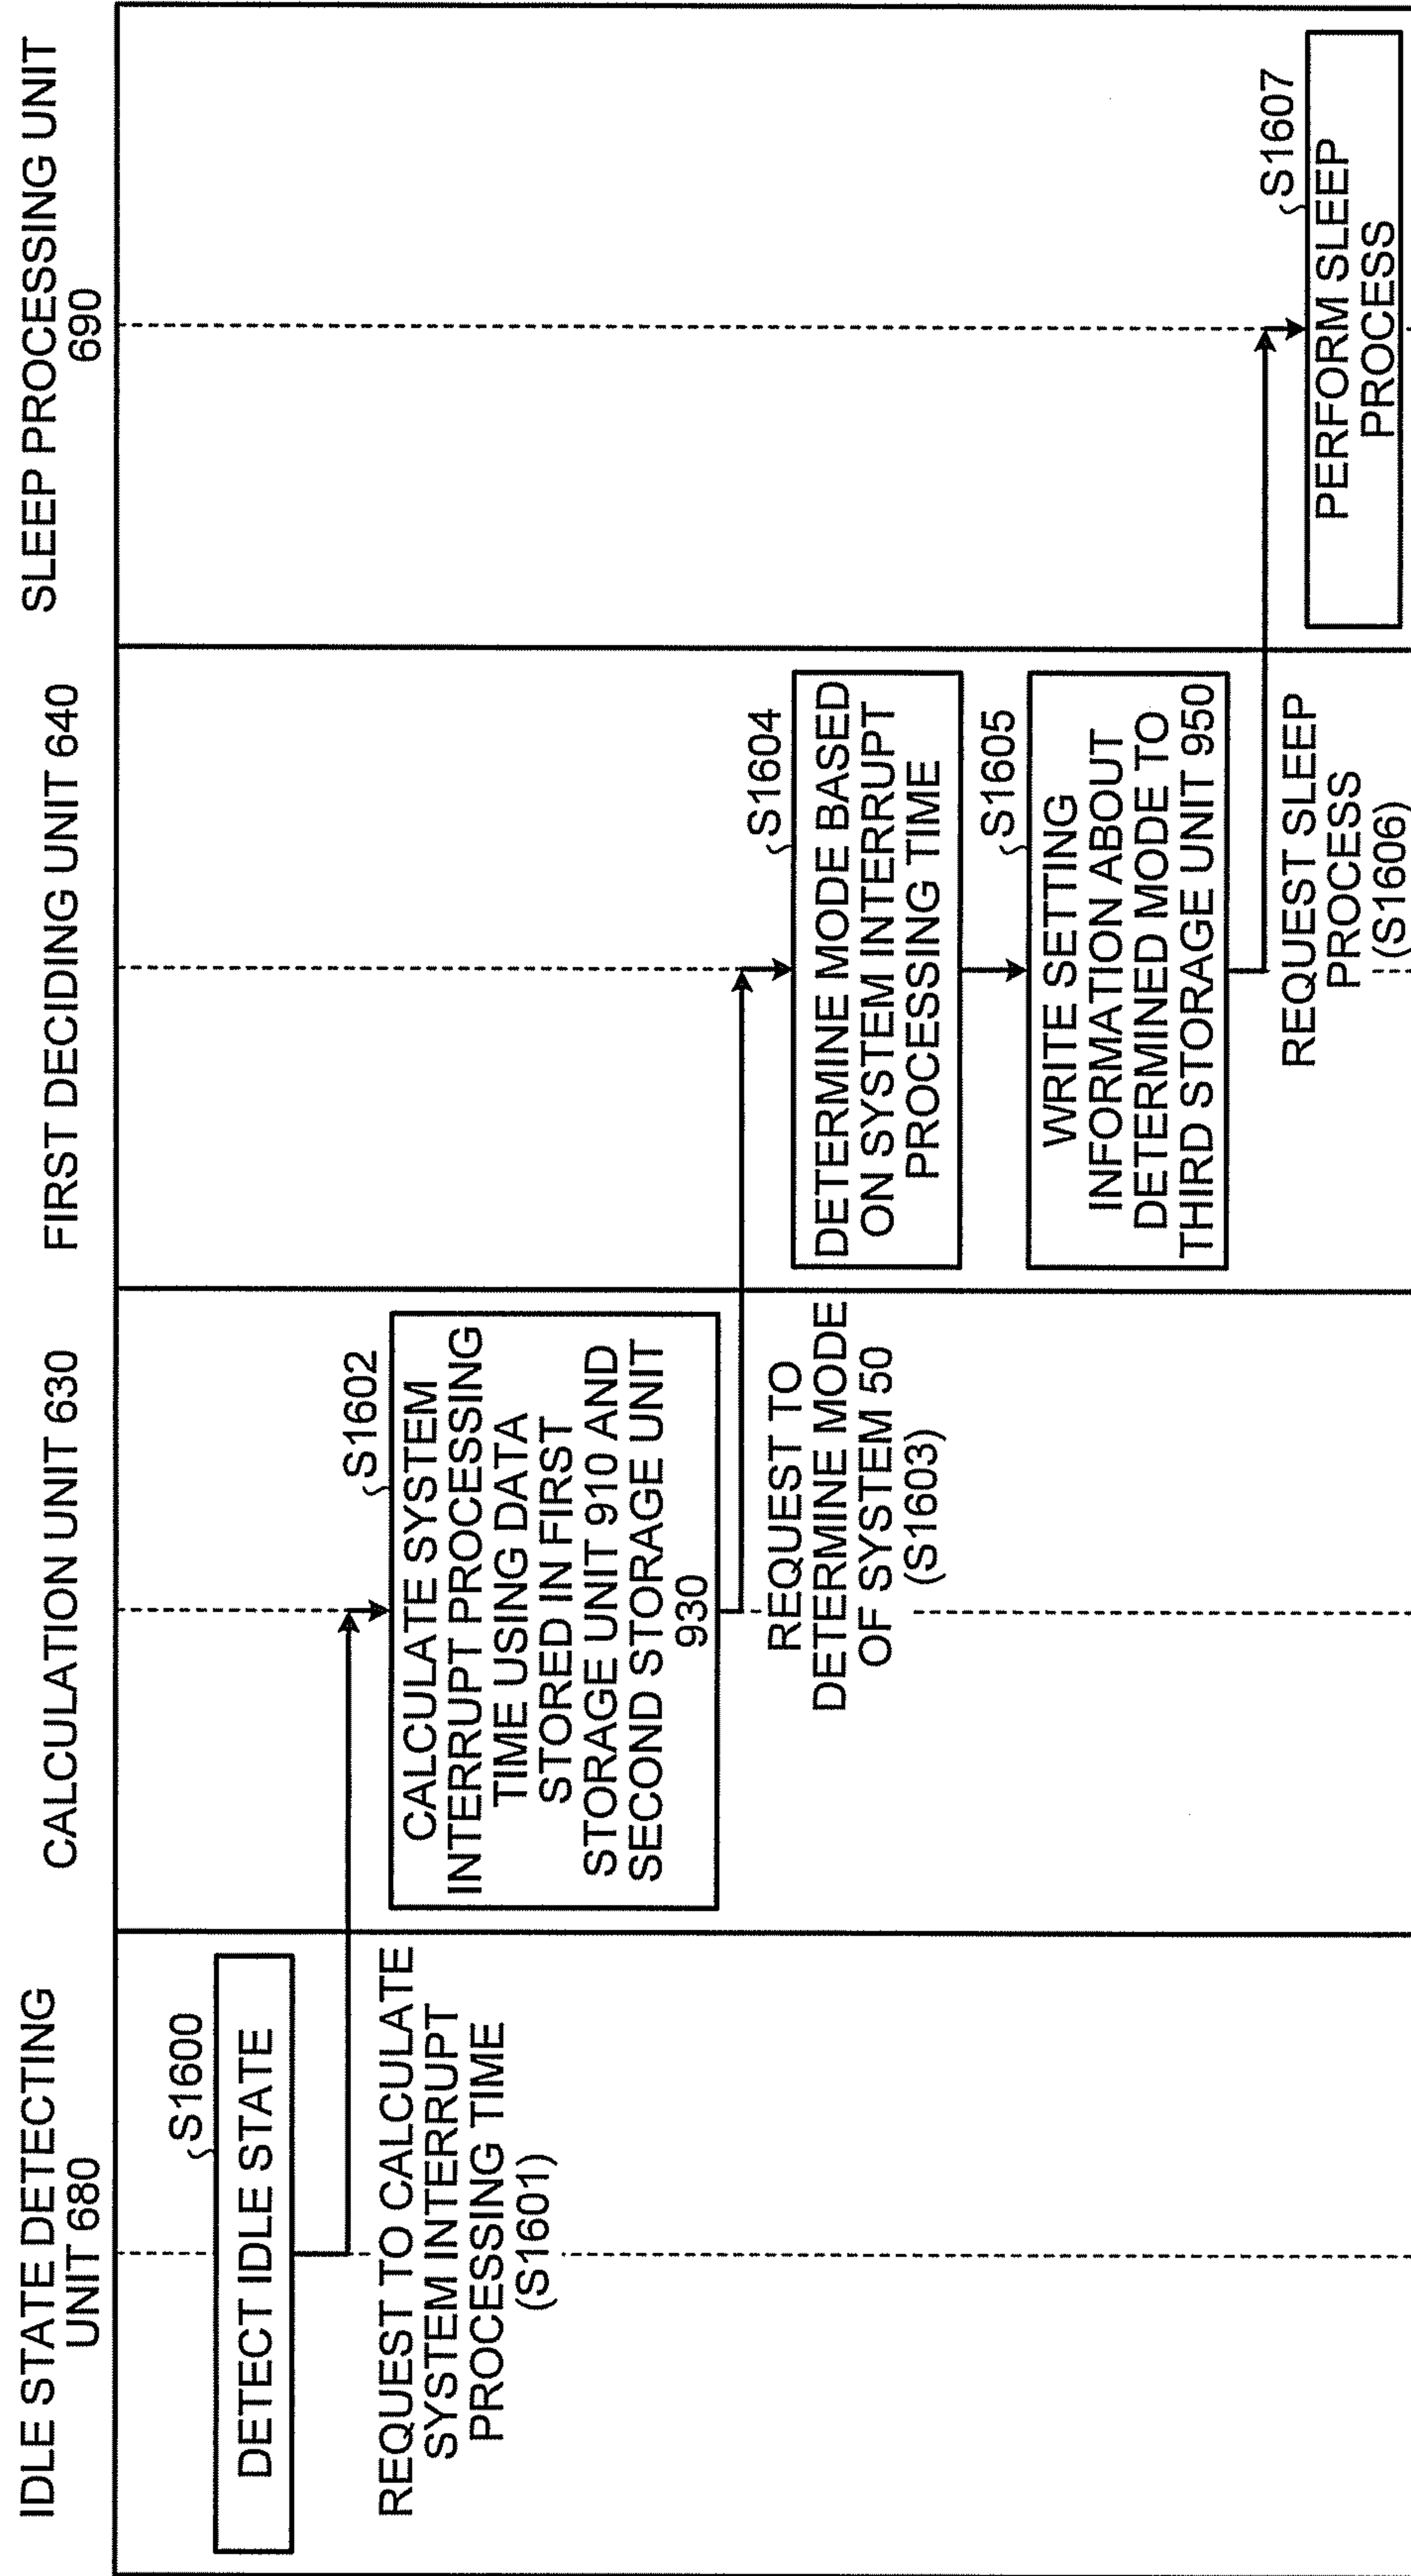 IDLE STATE DETECTING
UNIT 680
CALCULATION UNIT 630
FIRST DECIDING UNIT 640
SLEEP PROCESSING UNIT
690
S1600
DETECT IDLE STATE
REQUEST TO CALCULATE
SYSTEM INTERRUPT
PROCESSING TIME
(S1601)
S1602
CALCULATE SYSTEM
INTERRUPT PROCESSING
TIME USING DATA
STORED IN FIRST
STORAGE UNIT 910 AND
SECOND STORAGE UNIT
930
REQUEST TO
DETERMINE MODE
OF SYSTEM 50
(S1603)
S1604
DETERMINE MODE BASED
ON SYSTEM INTERRUPT
PROCESSING TIME
S1605
WRITE SETTING
INFORMATION ABOUT
DETERMINED MODE TO
THIRD STORAGE UNIT 950
REQUEST SLEEP
PROCESS
(S1606)
S1607
PERFORM SLEEP
PROCESS